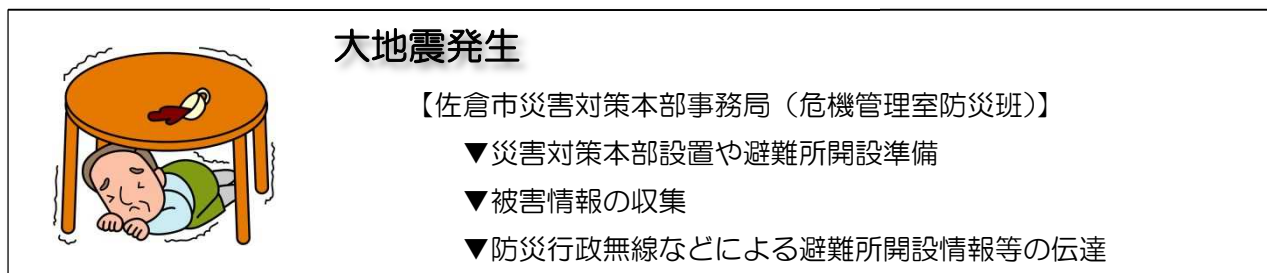 大地震発生
【佐倉市災害対策本部事務局（危機管理室防災班）】
▼災害対策本部設置や避難所開設準備
▼被害情報の収集
▼防災行政無線などによる避難所開設情報等の伝達